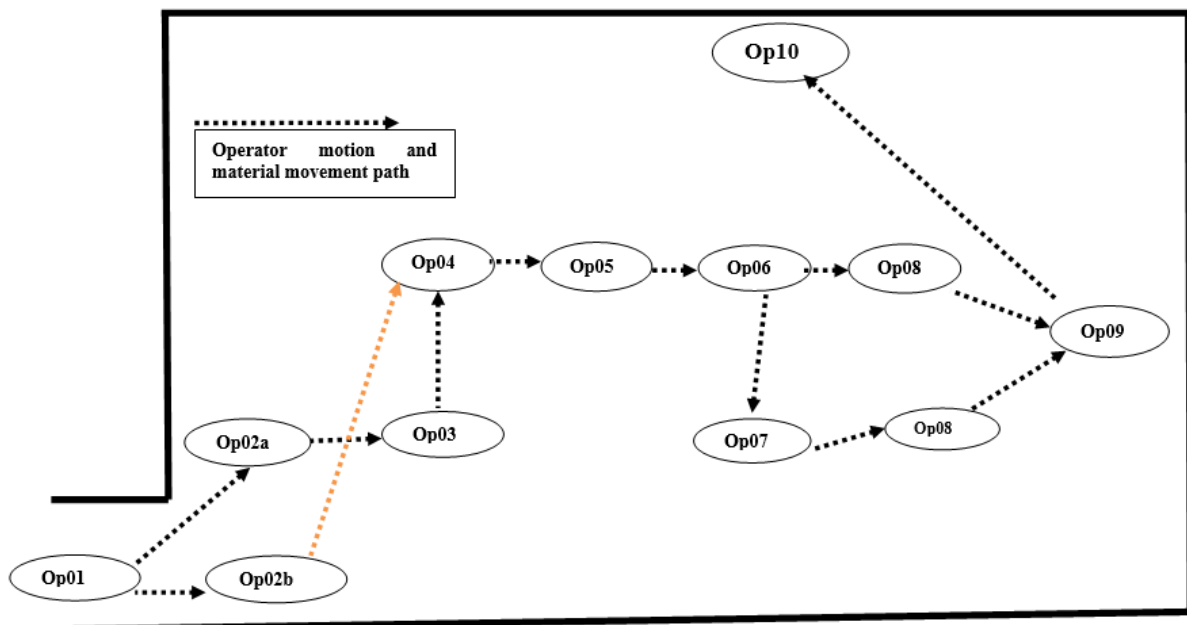 Op10
Operator motion and
material movement path
Op04
Op05
Op06
Op08
Op09
Op02a
Op03
Op07
Op08
Op01
Op02b